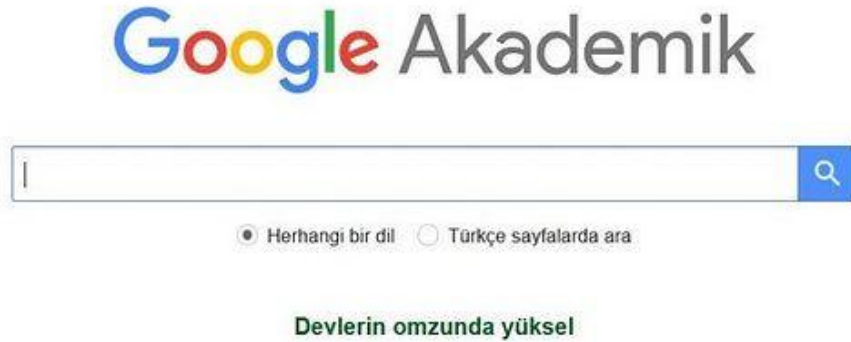 Google Akademik
Herhangi bir dil Türkçe sayfalarda ara
Devlerin omzunda yüksel